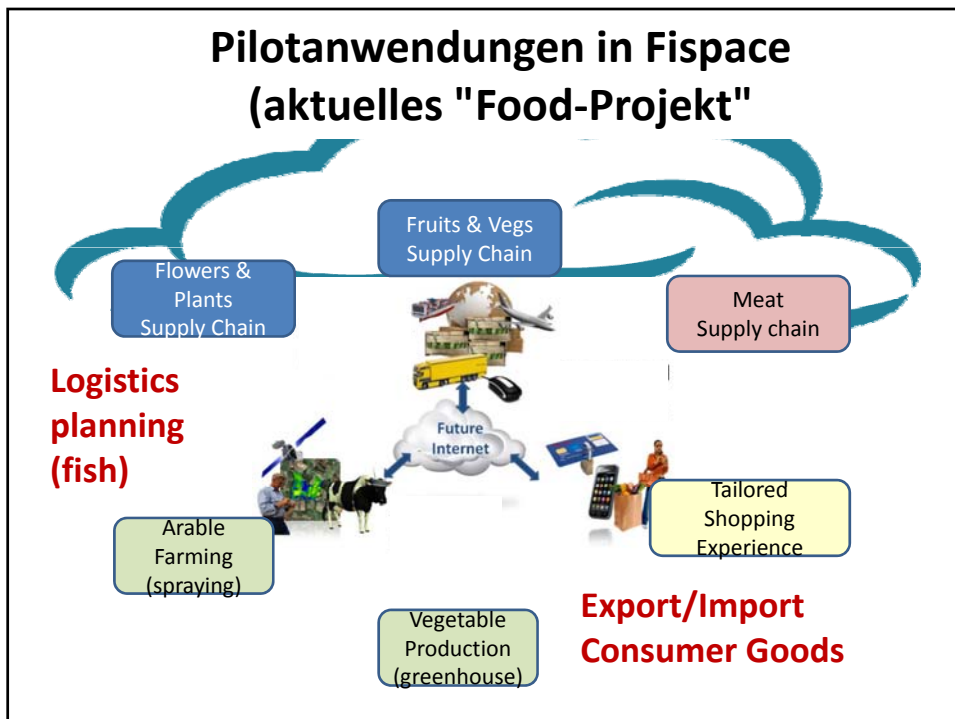 Pilotanwendungen in Fispace
(aktuelles "Food-Projekt"
Fruits & Vegs
Supply Chain
Flowers &
Plants
Supply Chain
Meat
Supply chain
Logistics
planning
(fish)
Future
Internet
Arable
Farming
(spraying)
Tailored
Shopping
Experience
Vegetable
Production
(greenhouse)
Export/Import
Consumer Goods